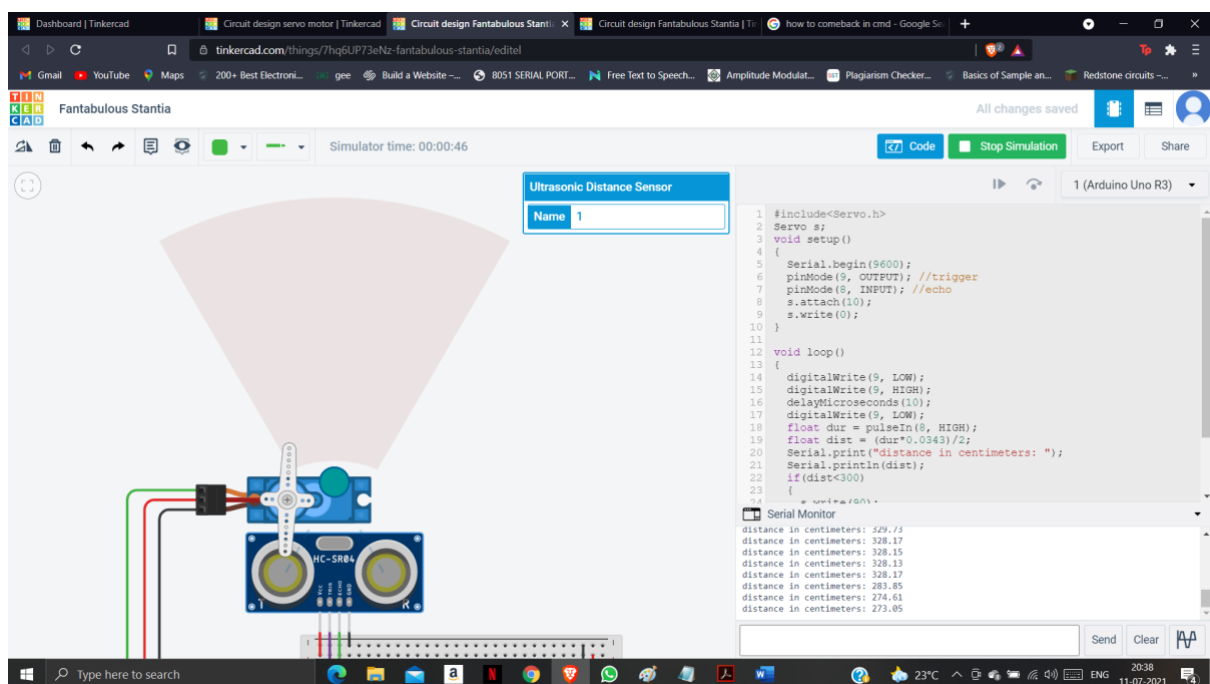 Dashboard | Tinkercad
Circuit design servo motor | Tinkercad
Circuit design Fantabulous Stanti
Circuit design Fantabulous Stantia | Tin
how to comeback in cmd - Google Se
tinkercad.com/things/7hq6UP73eNz-fantabulous-stantia/editel
Gmail
YouTube
Maps
200+ Best Electroni...
gee
Build a Website –...
8051 SERIAL PORT...
Free Text to Speech...
Amplitude Modulat...
Plagiarism Checker...
Basics of Sample an...
Redstone circuits –...
TINKERCAD
Fantabulous Stantia
All changes saved
Simulator time: 00:00:46
Code
Stop Simulation
Export
Share
Ultrasonic Distance Sensor
Name 1
1 (Arduino Uno R3)
1 #include<Servo.h>
2 Servo s;
3 void setup()
4 {
5 Serial.begin(9600);
6 pinMode(9, OUTPUT); //trigger
7 pinMode(8, INPUT); //echo
8 s.attach(10);
9 s.write(0);
10 }
11
12 void loop()
13 {
14 digitalWrite(9, LOW);
15 digitalWrite(9, HIGH);
16 delayMicroseconds(10);
17 digitalWrite(9, LOW);
18 float dur = pulseIn(8, HIGH);
19 float dist = (dur*0.0343)/2;
20 Serial.print("distance in centimeters: ");
21 Serial.println(dist);
22 if(dist<300)
23 {
24 s.write(90);
Serial Monitor
distance in centimeters: 329.73
distance in centimeters: 328.17
distance in centimeters: 328.15
distance in centimeters: 328.13
distance in centimeters: 328.17
distance in centimeters: 283.85
distance in centimeters: 274.61
distance in centimeters: 273.05
Send
Clear
HC-SR04
VCC
TRIG
ECHO
GND
T
R
Type here to search
23°C
ENG
20:38
11-07-2021